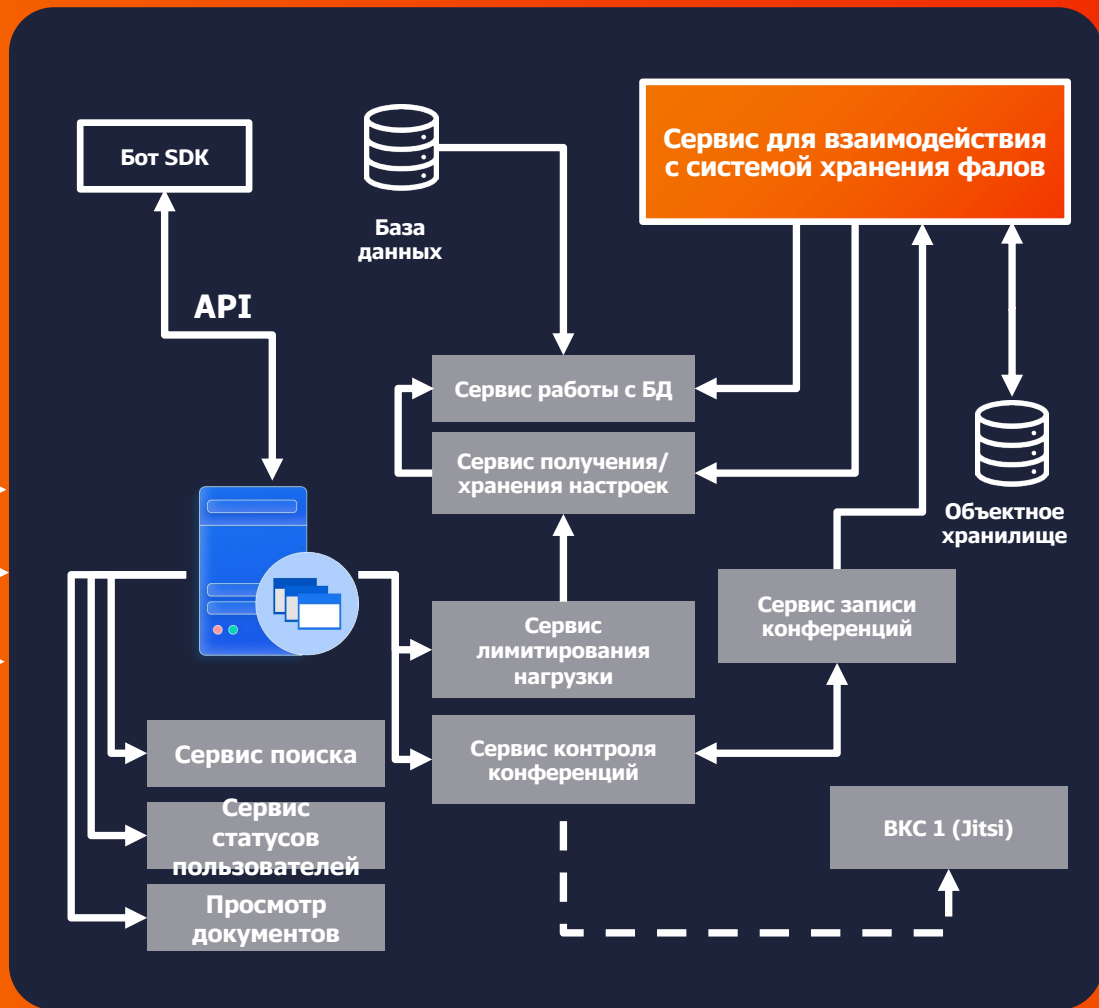 Бот SDK
База
данных
Сервис для взаимодействия
с системой хранения фалов
API
Сервис работы с БД
Сервис получения/
хранения настроек
Объектное
хранилище
Сервис
лимитирования
нагрузки
Сервис записи
конференций
Сервис поиска
Сервис контроля
конференций
Сервис
статусов
пользователей
ВКС 1 (Jitsi)
Просмотр
документов